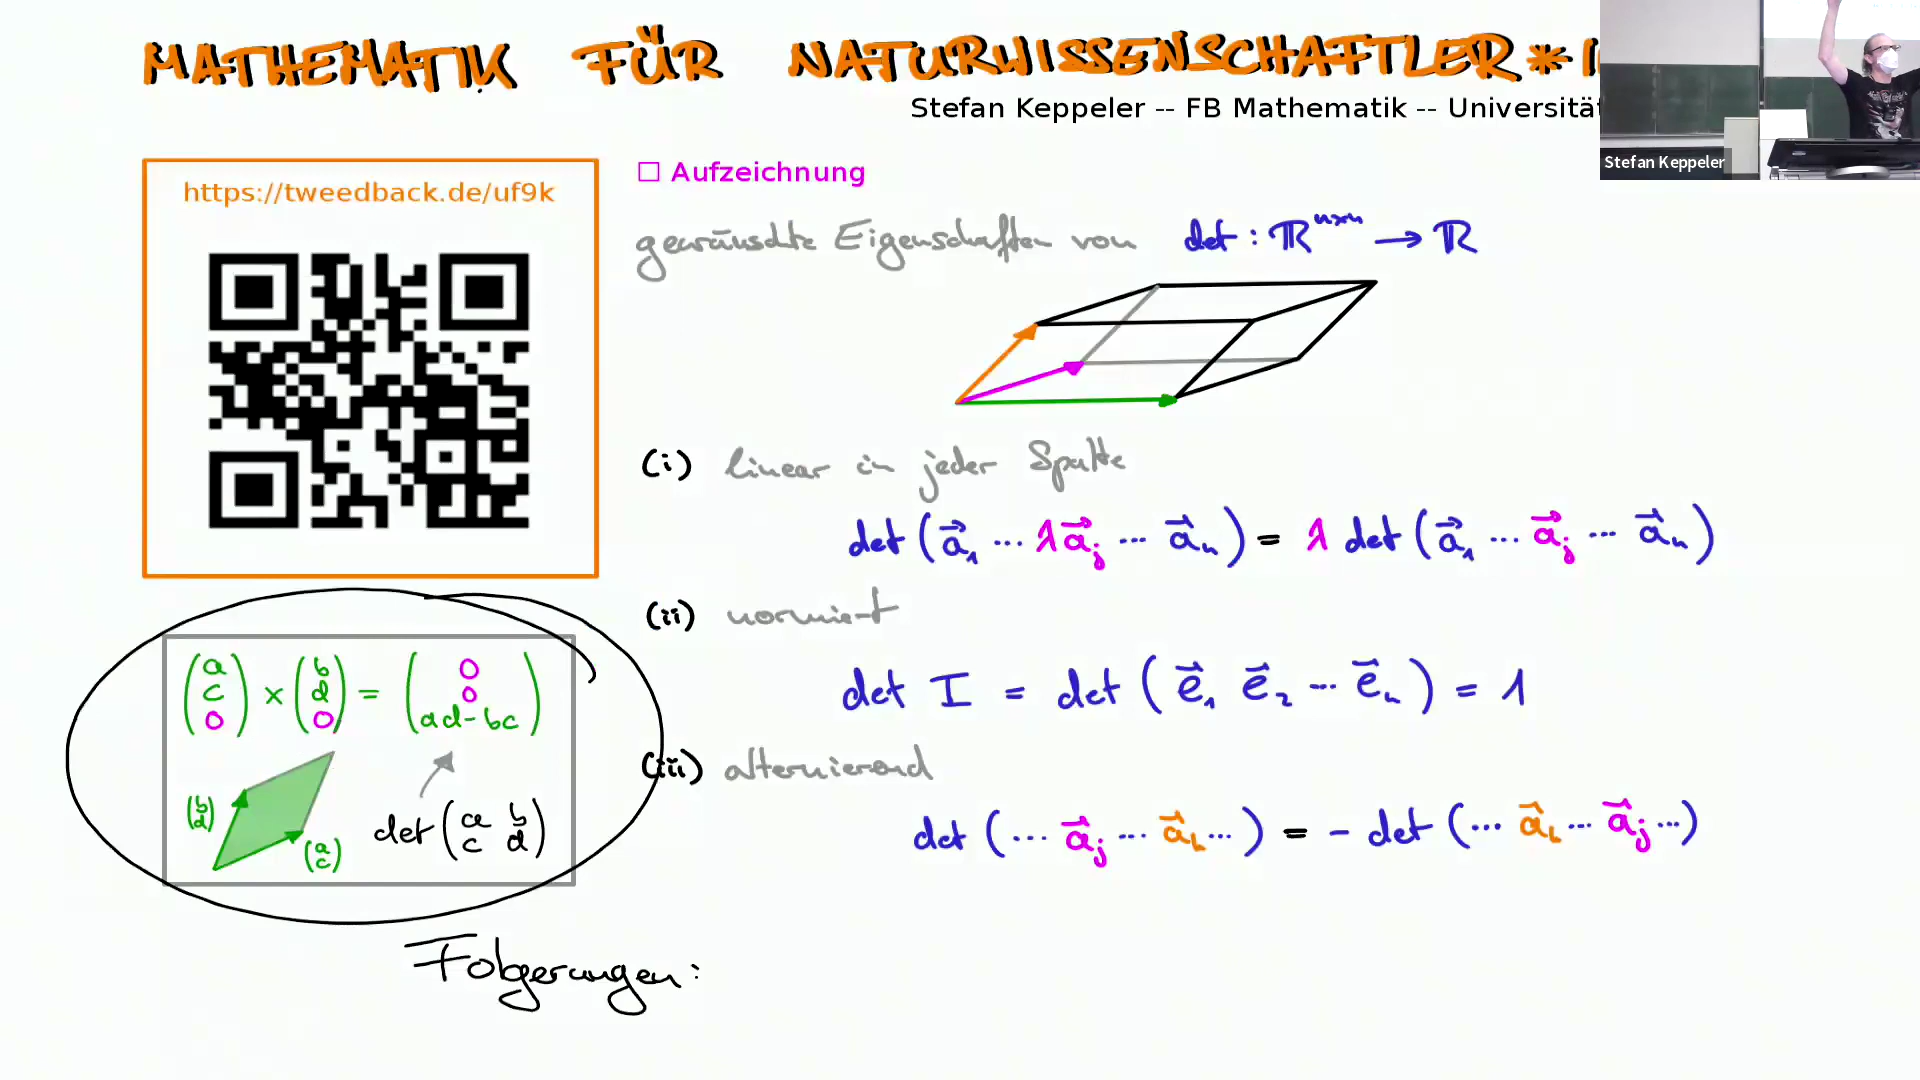 MATHEMATIK FÜR NATURWISSENSCHAFTLER*I
Stefan Keppeler -- FB Mathematik -- Universität
Stefan Keppeler
https://tweedback.de/uf9k
☐ Aufzeichnung
gewünschte Eigenschaften von det : ℝⁿˣⁿ → ℝ
(i) linear in jeder Spalte
det (a⃗₁ ... λa⃗ⱼ ... a⃗ₙ) = λ det (a⃗₁ ... a⃗ⱼ ... a⃗ₙ)
(ii) normiert
det I = det (e⃗₁ e⃗₂ ... e⃗ₙ) = 1
(iii) alternierend
det (... a⃗ⱼ ... a⃗ₖ ...) = - det (... a⃗ₖ ... a⃗ⱼ ...)
(a c 0) × (b d 0) = (0 0 ad-bc)
(b d)
(a c)
det (a b
c d)
Folgerungen: